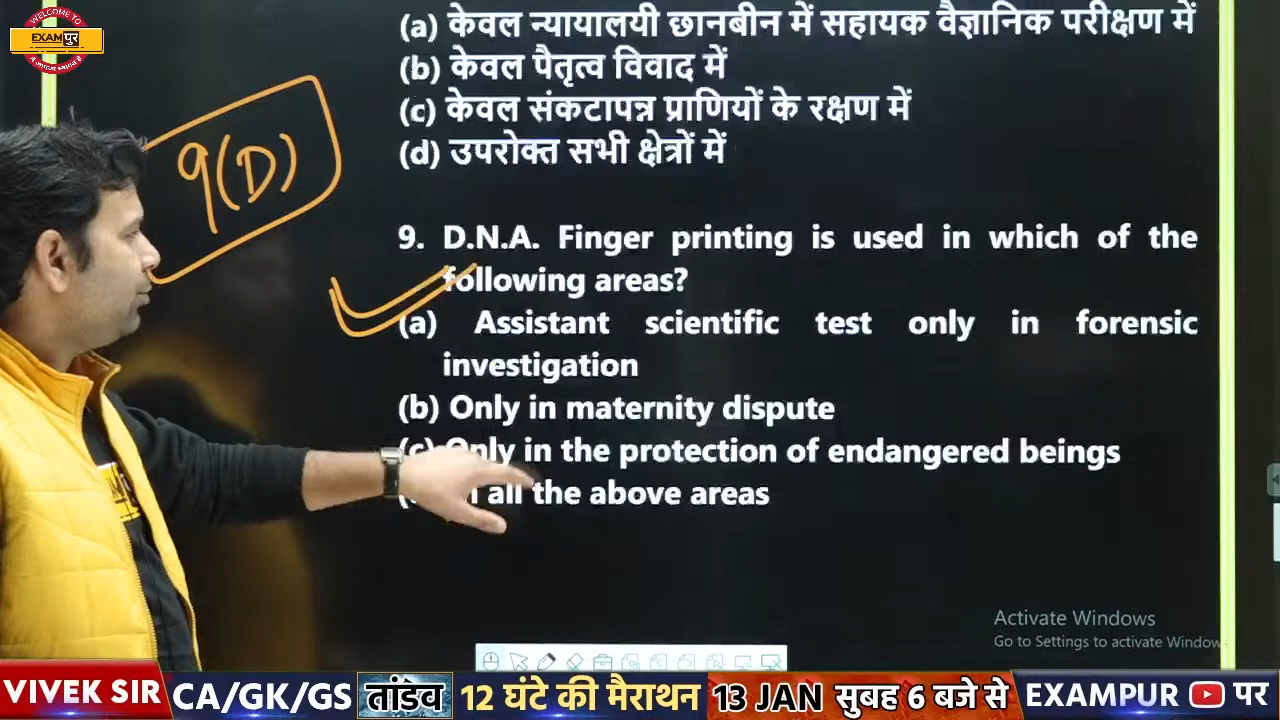 WELCOME TO
EXAMपुर
(a) केवल न्यायालयी छानबीन में सहायक वैज्ञानिक परीक्षण में
(b) केवल पैतृत्व विवाद में
(c) केवल संकटापन्न प्राणियों के रक्षण में
(d) उपरोक्त सभी क्षेत्रों में
9(D)
9. D.N.A. Finger printing is used in which of the
following areas?
(a) Assistant scientific test only in forensic
investigation
(b) Only in maternity dispute
(c) Only in the protection of endangered beings
all the above areas
Activate Windows
Go to Settings to activate Windows
VIVEK SIR CA/GK/GS तांडव 12 घंटे की मैराथन 13 JAN सुबह 6 बजे से EXAMPUR पर